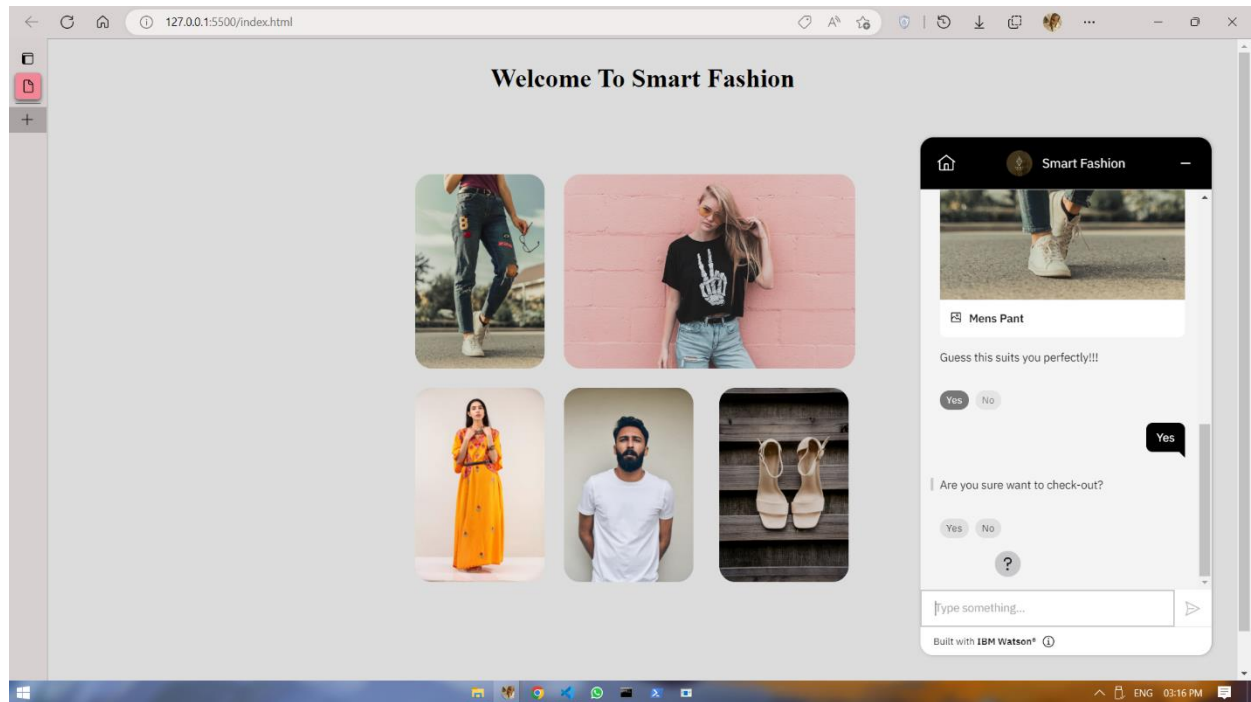 127.0.0.1:5500/index.html
Welcome To Smart Fashion
Smart Fashion
Mens Pant
Guess this suits you perfectly!!!
Yes No
Yes
Are you sure want to check-out?
Yes No
?
Type something...
Built with IBM Watson®
ENG 03:16 PM